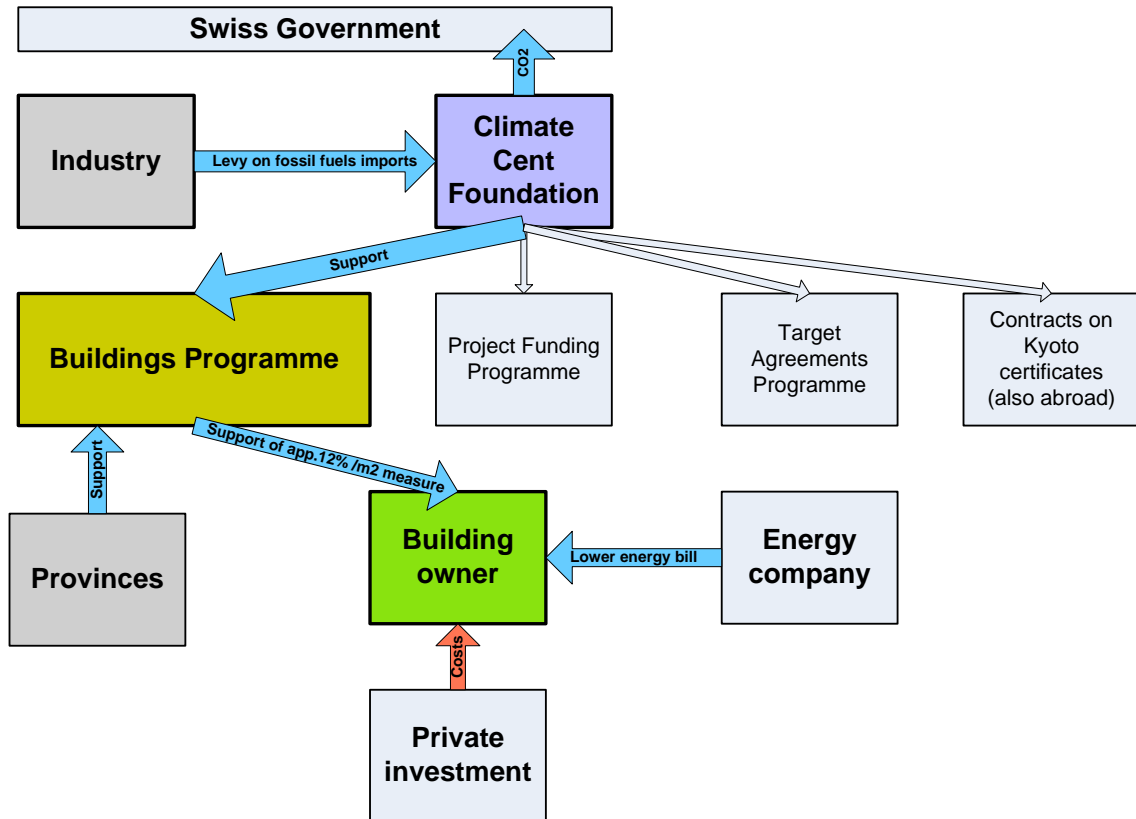 Swiss Government
CO2
Industry
Levy on fossil fuels imports
Climate
Cent
Foundation
Support
Buildings Programme
Project Funding
Programme
Target
Agreements
Programme
Contracts on
Kyoto
certificates
(also abroad)
Support
Support of app.12% /m2 measure
Provinces
Building
owner
Lower energy bill
Energy
company
Costs
Private
investment